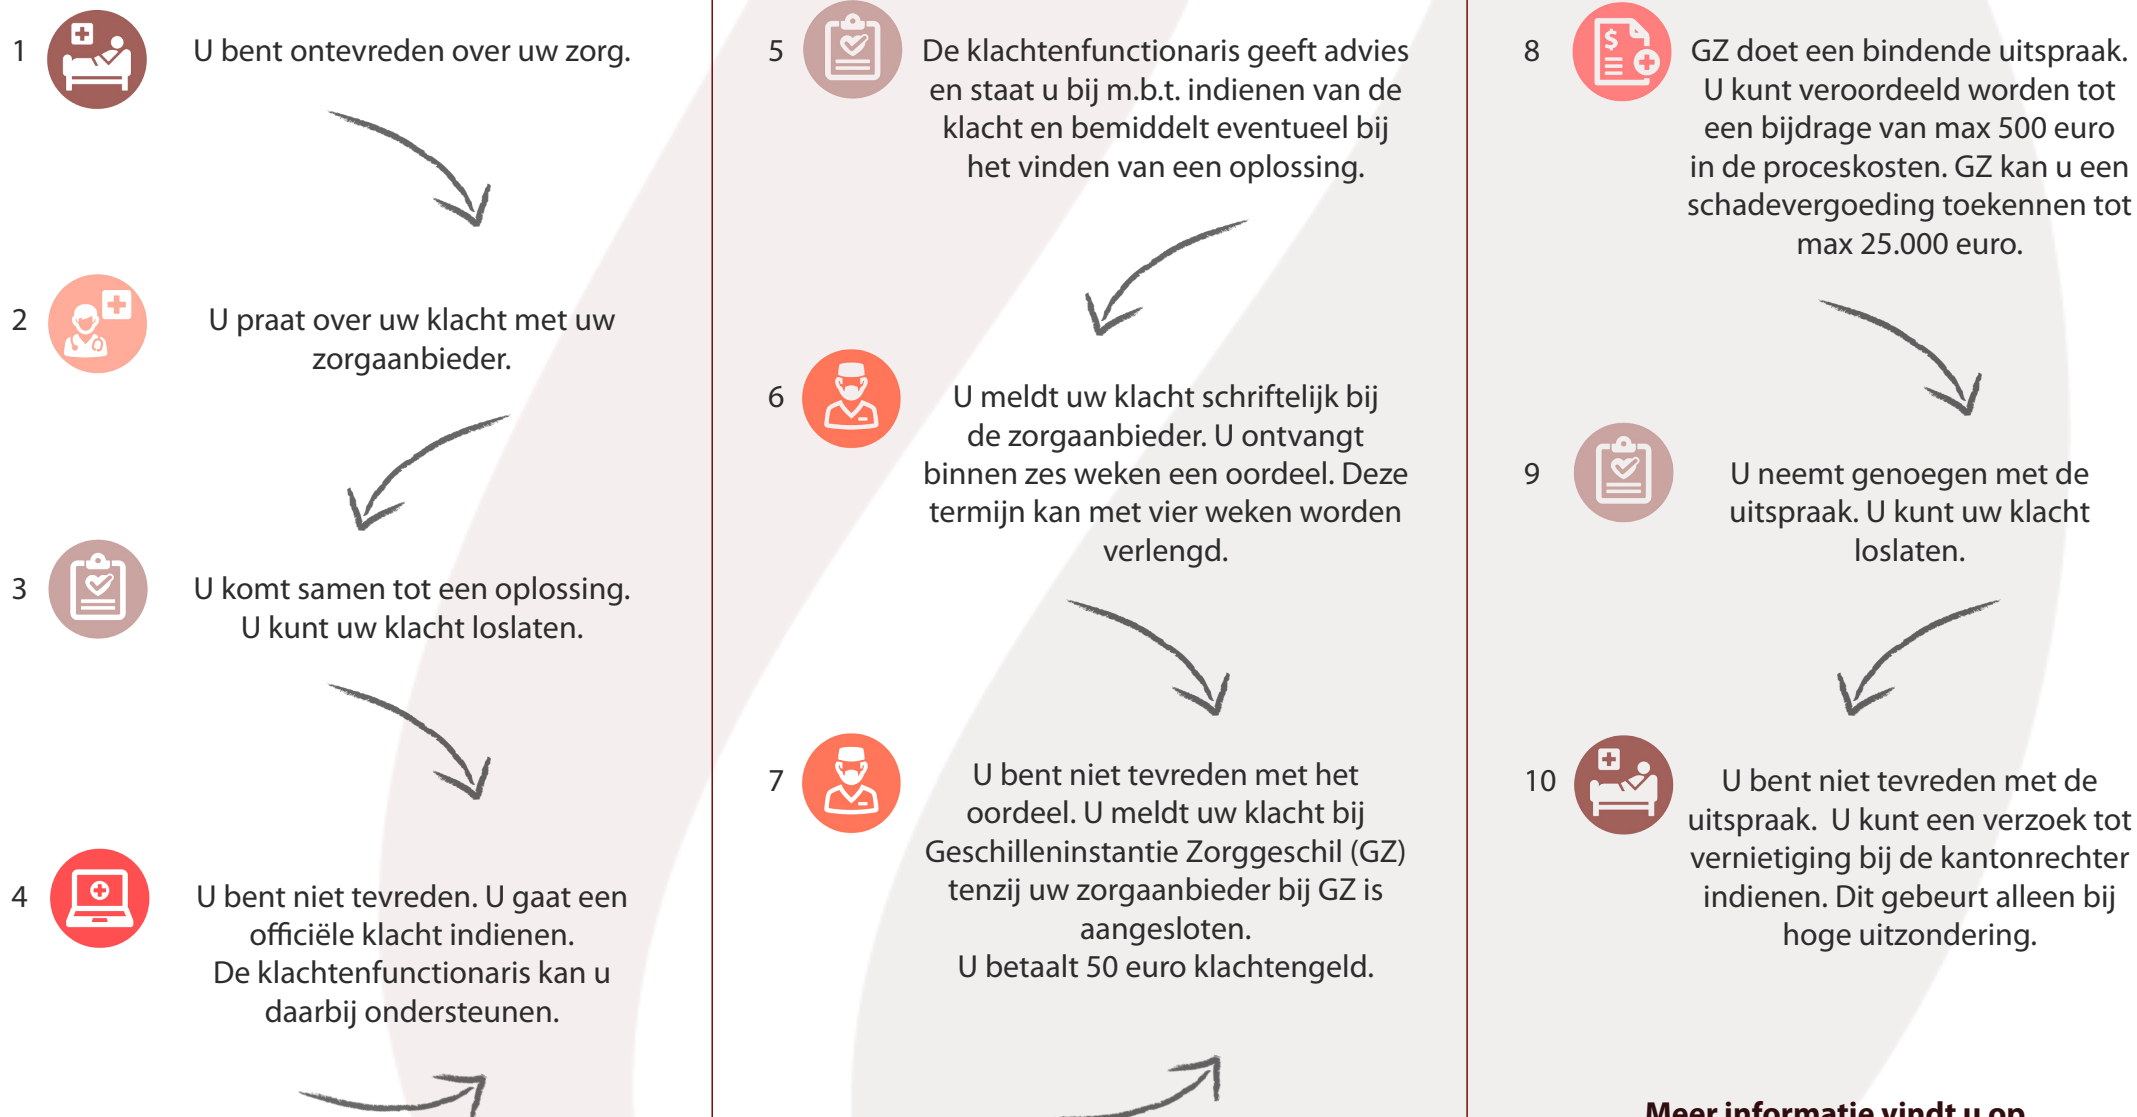 1
U bent ontevreden over uw zorg.
2
U praat over uw klacht met uw
zorgaanbieder.
3
U komt samen tot een oplossing.
U kunt uw klacht loslaten.
4
U bent niet tevreden. U gaat een
officiële klacht indienen.
De klachtenfunctionaris kan u
daarbij ondersteunen.
5
De klachtenfunctionaris geeft advies
en staat u bij m.b.t. indienen van de
klacht en bemiddelt eventueel bij
het vinden van een oplossing.
6
U meldt uw klacht schriftelijk bij
de zorgaanbieder. U ontvangt
binnen zes weken een oordeel. Deze
termijn kan met vier weken worden
verlengd.
7
U bent niet tevreden met het
oordeel. U meldt uw klacht bij
Geschilleninstantie Zorggeschil (GZ)
tenzij uw zorgaanbieder bij GZ is
aangesloten.
U betaalt 50 euro klachtengeld.
8
GZ doet een bindende uitspraak.
U kunt veroordeeld worden tot
een bijdrage van max 500 euro
in de proceskosten. GZ kan u een
schadevergoeding toekennen tot
max 25.000 euro.
9
U neemt genoegen met de
uitspraak. U kunt uw klacht
loslaten.
10
U bent niet tevreden met de
uitspraak.  U kunt een verzoek tot
vernietiging bij de kantonrechter
indienen. Dit gebeurt alleen bij
hoge uitzondering.
Meer informatie vindt u op